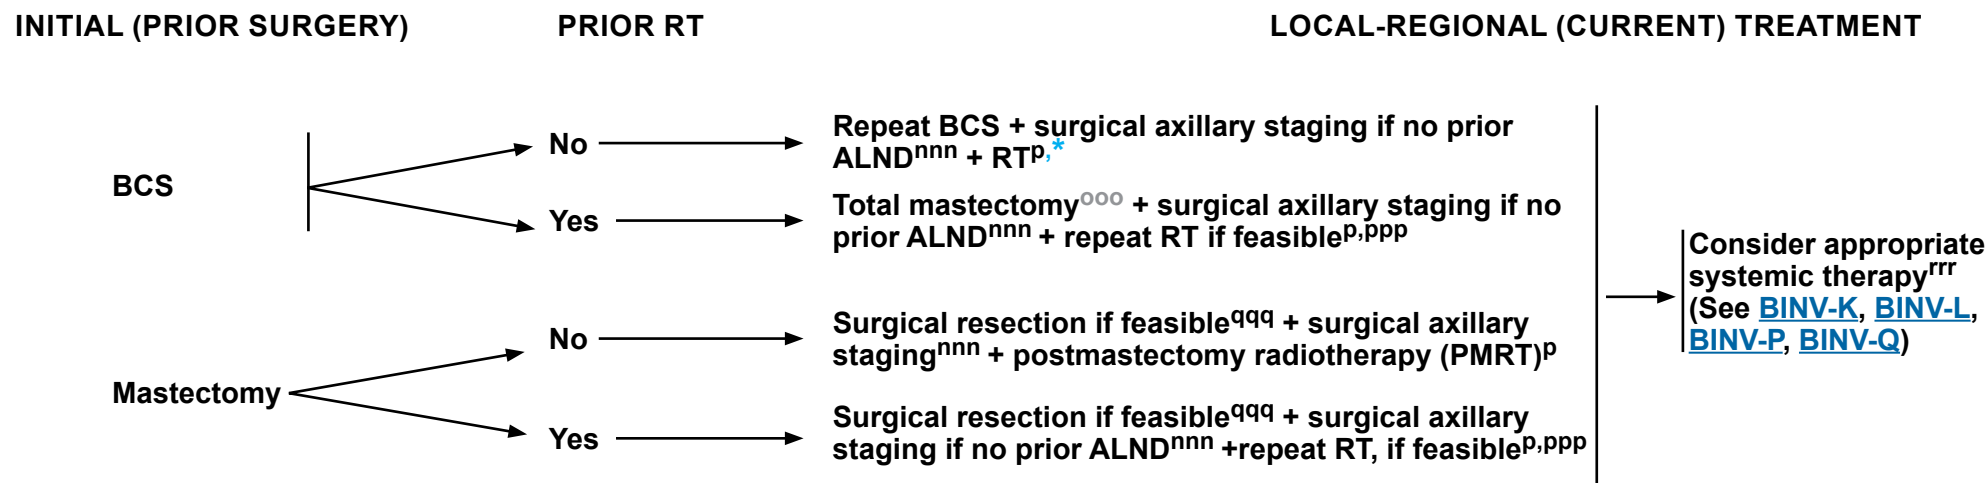 INITIAL (PRIOR SURGERY) PRIOR RT LOCAL-REGIONAL (CURRENT) TREATMENT
BCS
No
Repeat BCS + surgical axillary staging if no prior
ALNDnnn + RTp,*
Yes
Total mastectomyooo + surgical axillary staging if no
prior ALNDnnn + repeat RT if feasiblep,ppp
Mastectomy
No
Surgical resection if feasibleqqq + surgical axillary
stagingnnn + postmastectomy radiotherapy (PMRT)p
Yes
Surgical resection if feasibleqqq + surgical axillary
staging if no prior ALNDnnn +repeat RT, if feasiblep,ppp
Consider appropriate
systemic therapyrrr
(See BINV-K, BINV-L,
BINV-P, BINV-Q)